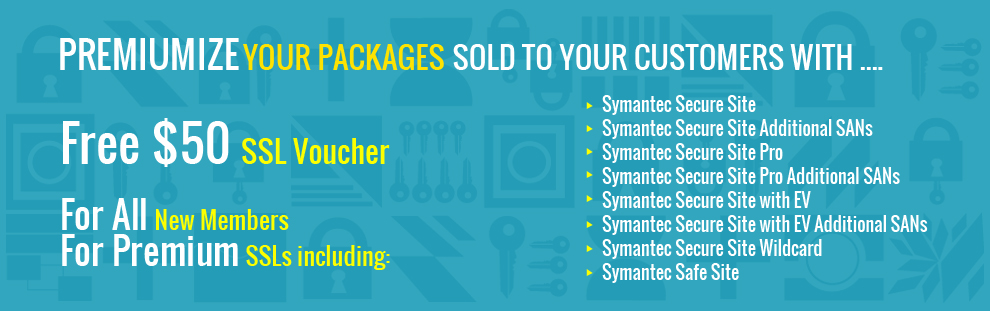 PREMIUMIZE YOUR PACKAGES SOLD TO YOUR CUSTOMERS WITH ....
Free $50 SSL Voucher
For All New Members
For Premium SSLs including:
Symantec Secure Site
Symantec Secure Site Additional SANs
Symantec Secure Site Pro
Symantec Secure Site Pro Additional SANs
Symantec Secure Site with EV
Symantec Secure Site with EV Additional SANs
Symantec Secure Site Wildcard
Symantec Safe Site